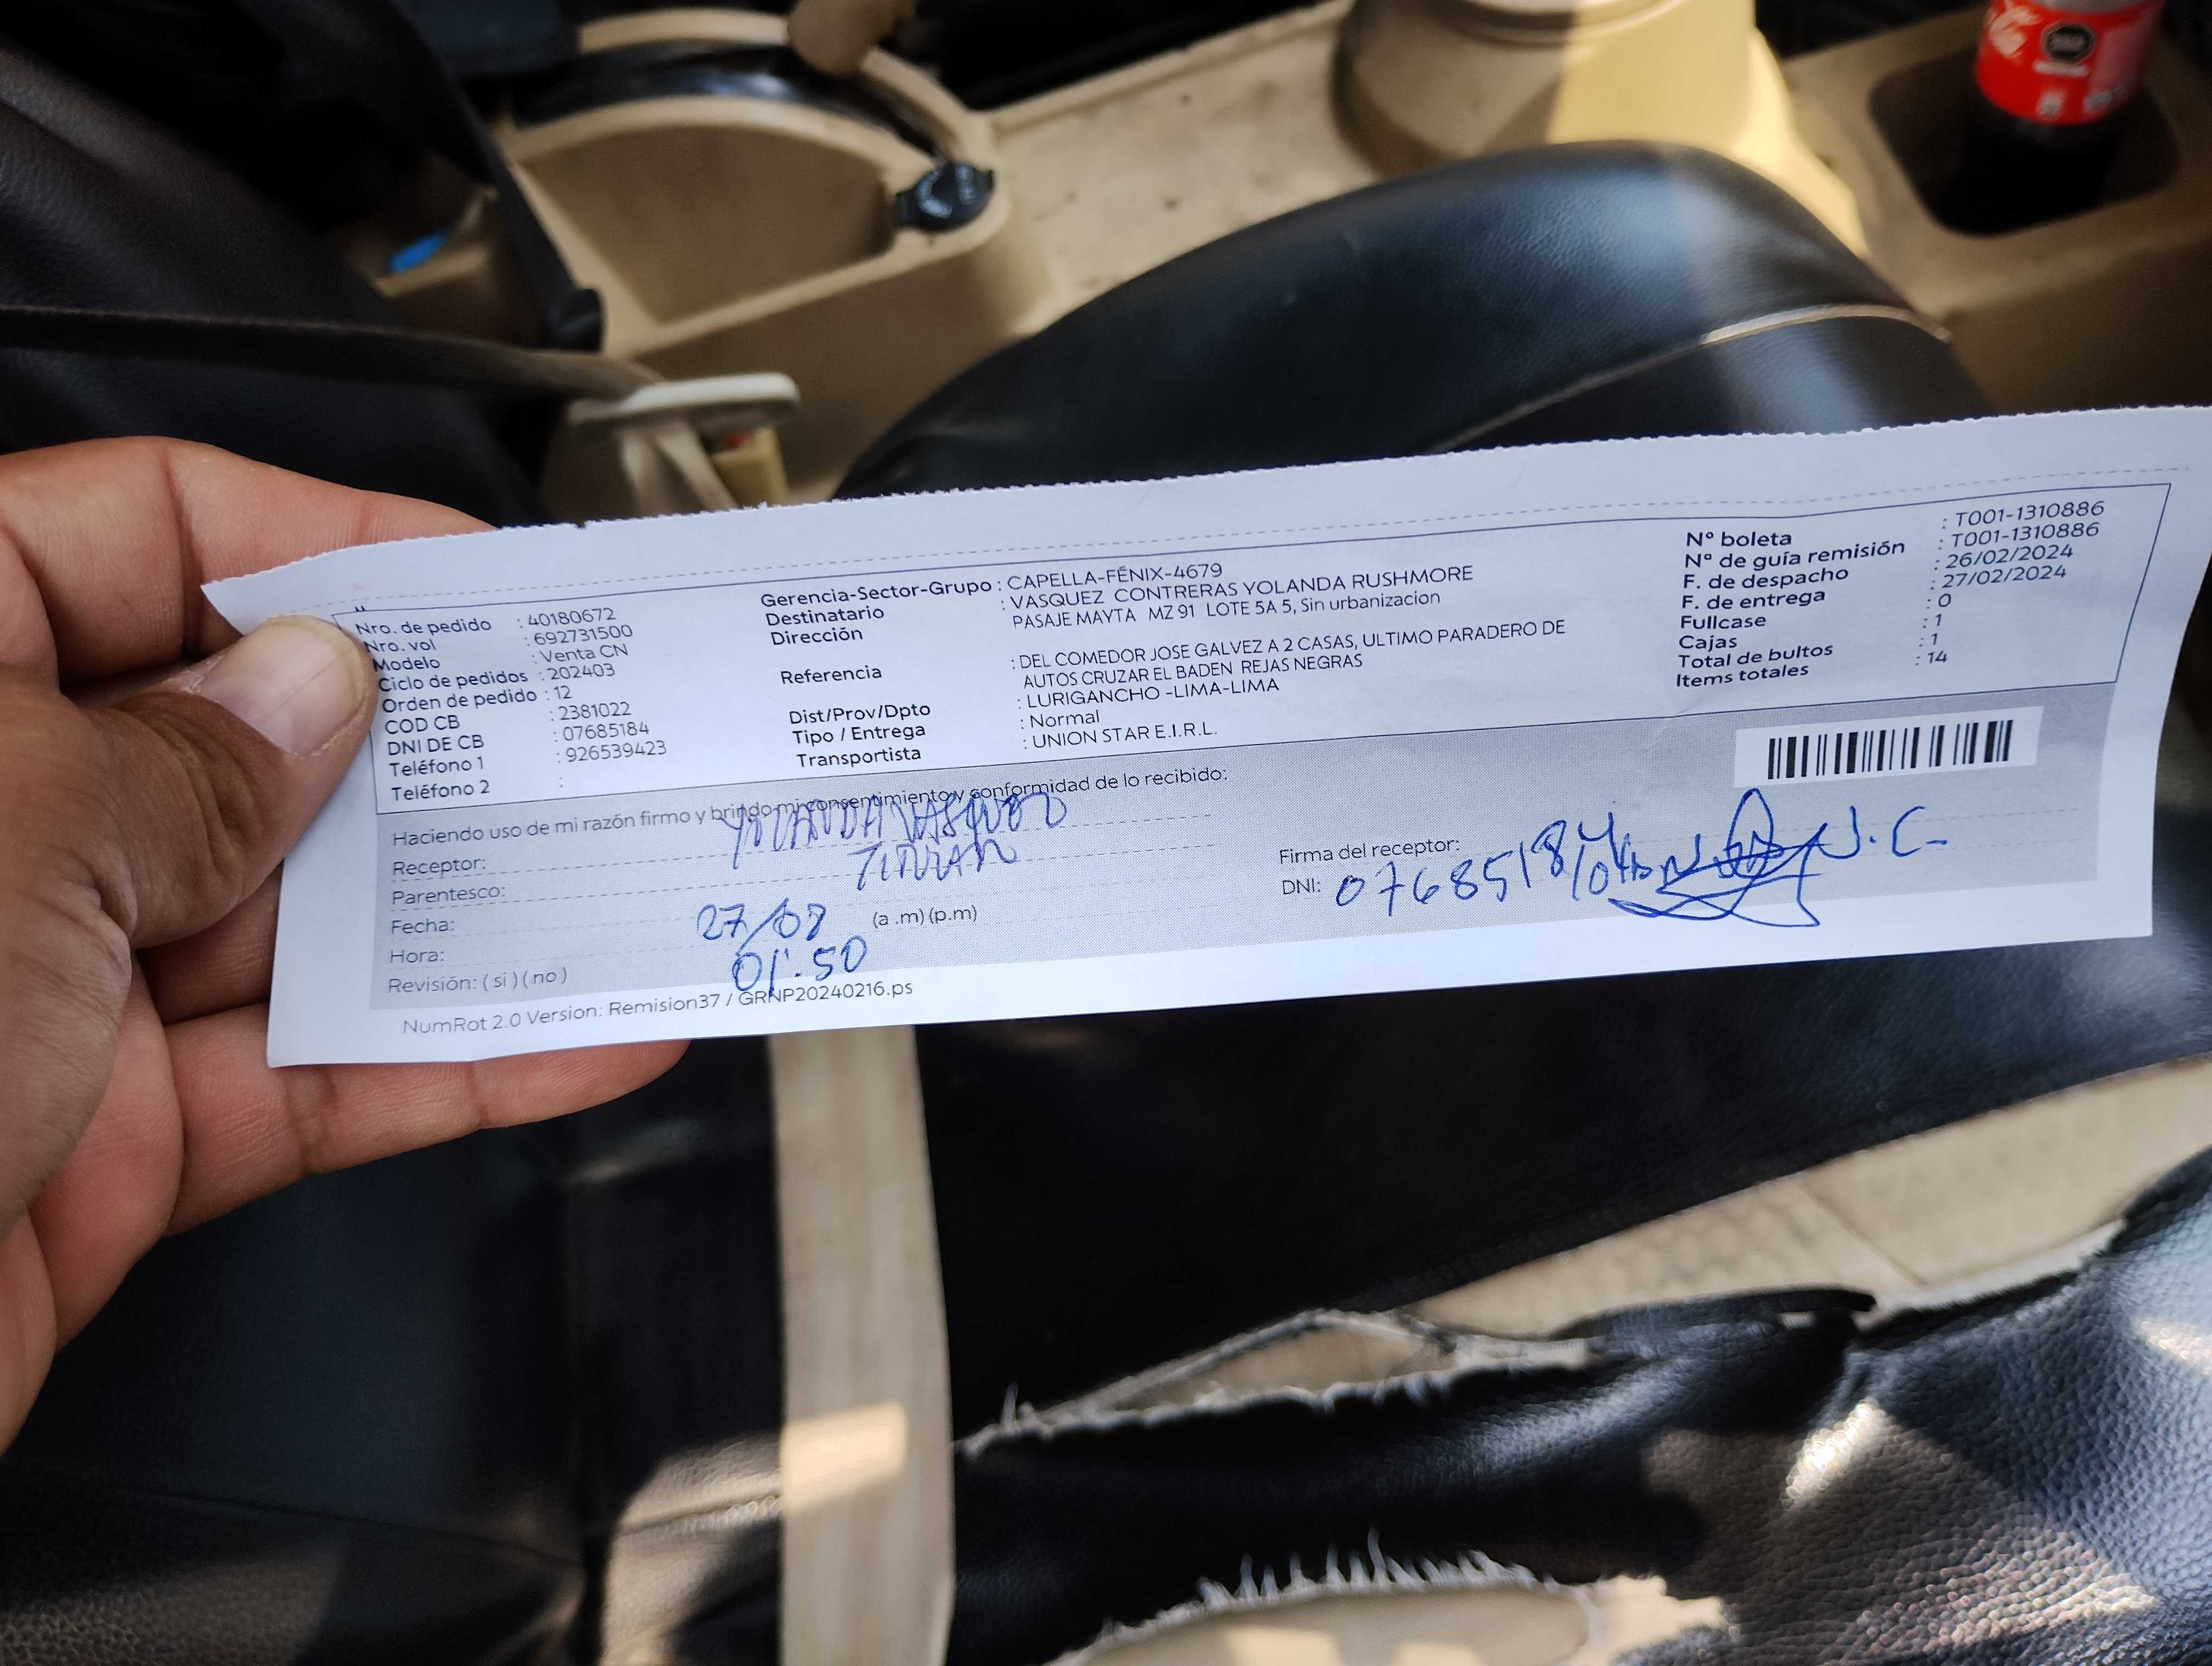 Nro. de pedido : 40180672
Nro. vol : 692731500
Modelo : Venta CN
Ciclo de pedidos : 202403
Orden de pedido : 12
COD CB : 2381022
DNI DE CB : 07685184
Teléfono 1 : 926539423
Teléfono 2 :
Gerencia-Sector-Grupo : CAPELLA-FÉNIX-4679
Destinatario : VASQUEZ CONTRERAS YOLANDA RUSHMORE
Dirección PASAJE MAYTA MZ 91 LOTE 5A 5, Sin urbanizacion
Referencia : DEL COMEDOR JOSE GALVEZ A 2 CASAS, ULTIMO PARADERO DE
AUTOS CRUZAR EL BADEN REJAS NEGRAS
Dist/Prov/Dpto : LURIGANCHO -LIMA-LIMA
Tipo / Entrega : Normal
Transportista : UNION STAR E.I.R.L.
Nº boleta : T001-1310886
Nº de guía remisión : T001-1310886
F. de despacho : 26/02/2024
F. de entrega : 27/02/2024
Fullcase : 0
Cajas : 1
Total de bultos : 1
Items totales : 14
Haciendo uso de mi razón firmo y brindo mi consentimiento y conformidad de lo recibido:
Receptor: YOLANDA VASQUEZ
Parentesco: TITULAR
Fecha: 27/02
(a .m) (p.m)
Hora: 01:50
Revisión: ( si ) ( no )
Firma del receptor:
DNI: 07685184
V.C.
NumRot 2.0 Version: Remision37 / GRNP20240216.ps